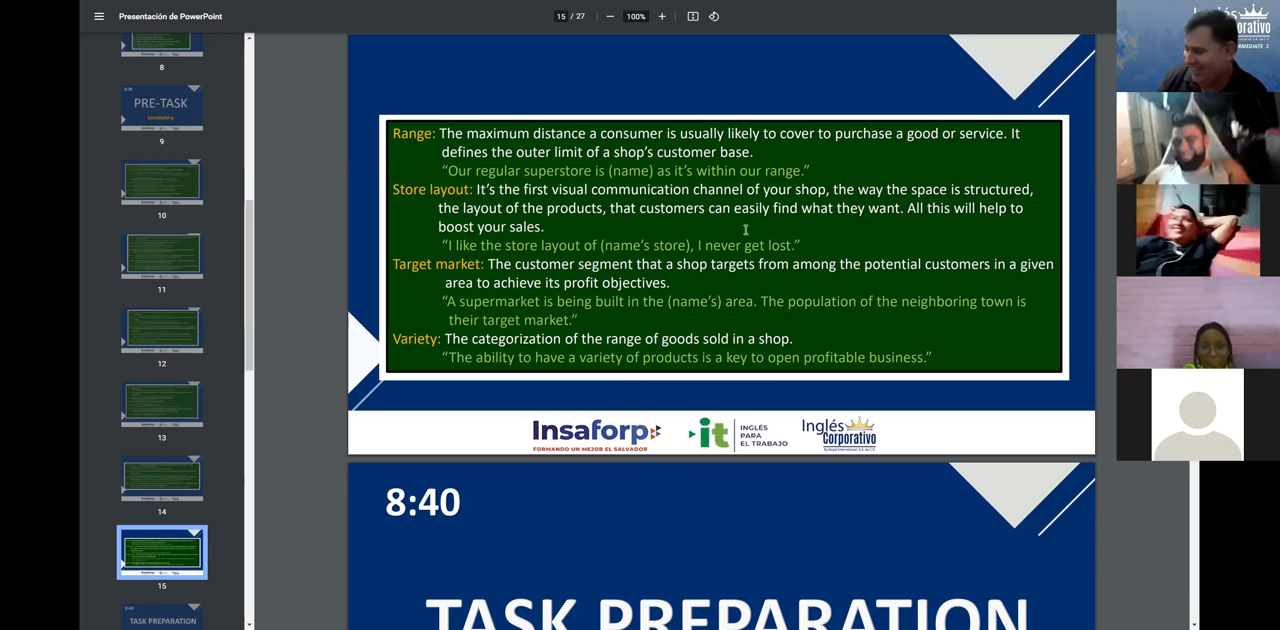 Presentación de PowerPoint
15 / 27
100%
8
8:30
PRE-TASK
Vocabulary
9
10
11
12
13
14
15
8:40
TASK PREPARATION
Range: The maximum distance a consumer is usually likely to cover to purchase a good or service. It
defines the outer limit of a shop's customer base.
"Our regular superstore is (name) as it's within our range."
Store layout: It's the first visual communication channel of your shop, the way the space is structured,
the layout of the products, that customers can easily find what they want. All this will help to
boost your sales.
"I like the store layout of (name's store), I never get lost."
Target market: The customer segment that a shop targets from among the potential customers in a given
area to achieve its profit objectives.
"A supermarket is being built in the (name's) area. The population of the neighboring town is
their target market."
Variety: The categorization of the range of goods sold in a shop.
"The ability to have a variety of products is a key to open profitable business."
Insaforp
FORMANDO UN MEJOR EL SALVADOR
it
INGLÉS
PARA
EL TRABAJO
Inglés
Corporativo
8:40
TASK PREPARATION
Inglés